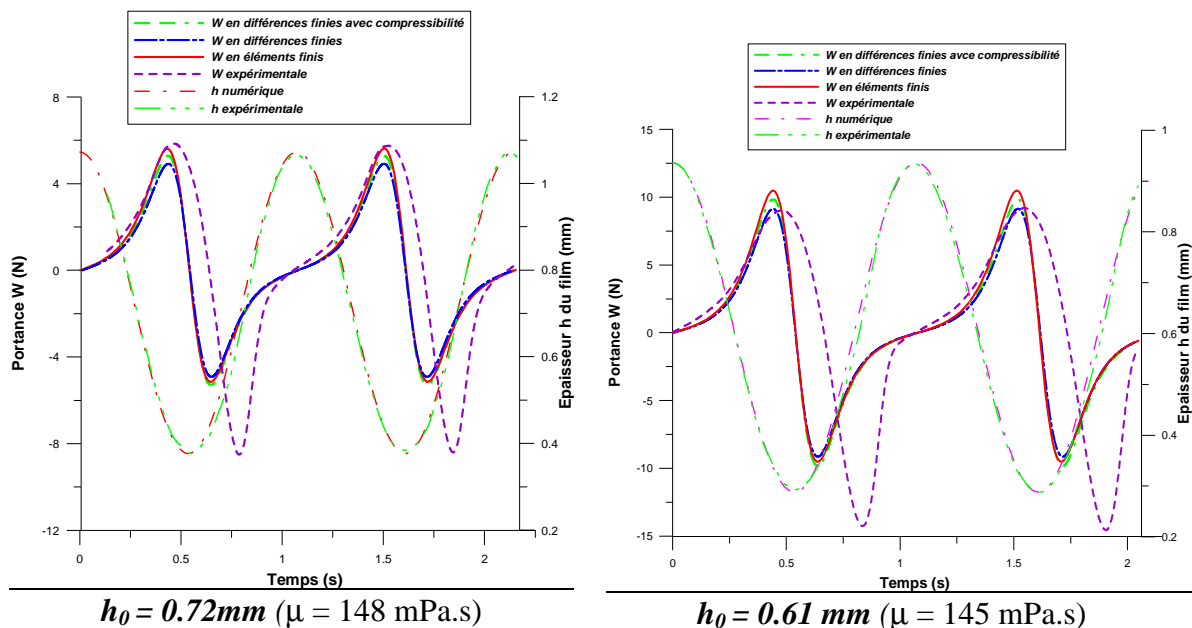 W en différences finies avec compressibilité
W en différences finies
W en éléments finis
W expérimentale
h numérique
h expérimentale
8
4
0
-4
-8
-12
Portance W (N)
1.2
1
0.8
0.6
0.4
0.2
Epaisseur h du film (mm)
0
0.5
1
1.5
2
Temps (s)
h0 = 0.72mm (μ = 148 mPa.s)
W en différences finies avce compressibilité
W en différences finies
W en éléments finis
W expérimentale
h numérique
h expérimentale
15
10
5
0
-5
-10
-15
Portance W (N)
1
0.8
0.6
0.4
0.2
Epaisseur h du film (mm)
0
0.5
1
1.5
2
Temps (s)
h0 = 0.61 mm (μ = 145 mPa.s)